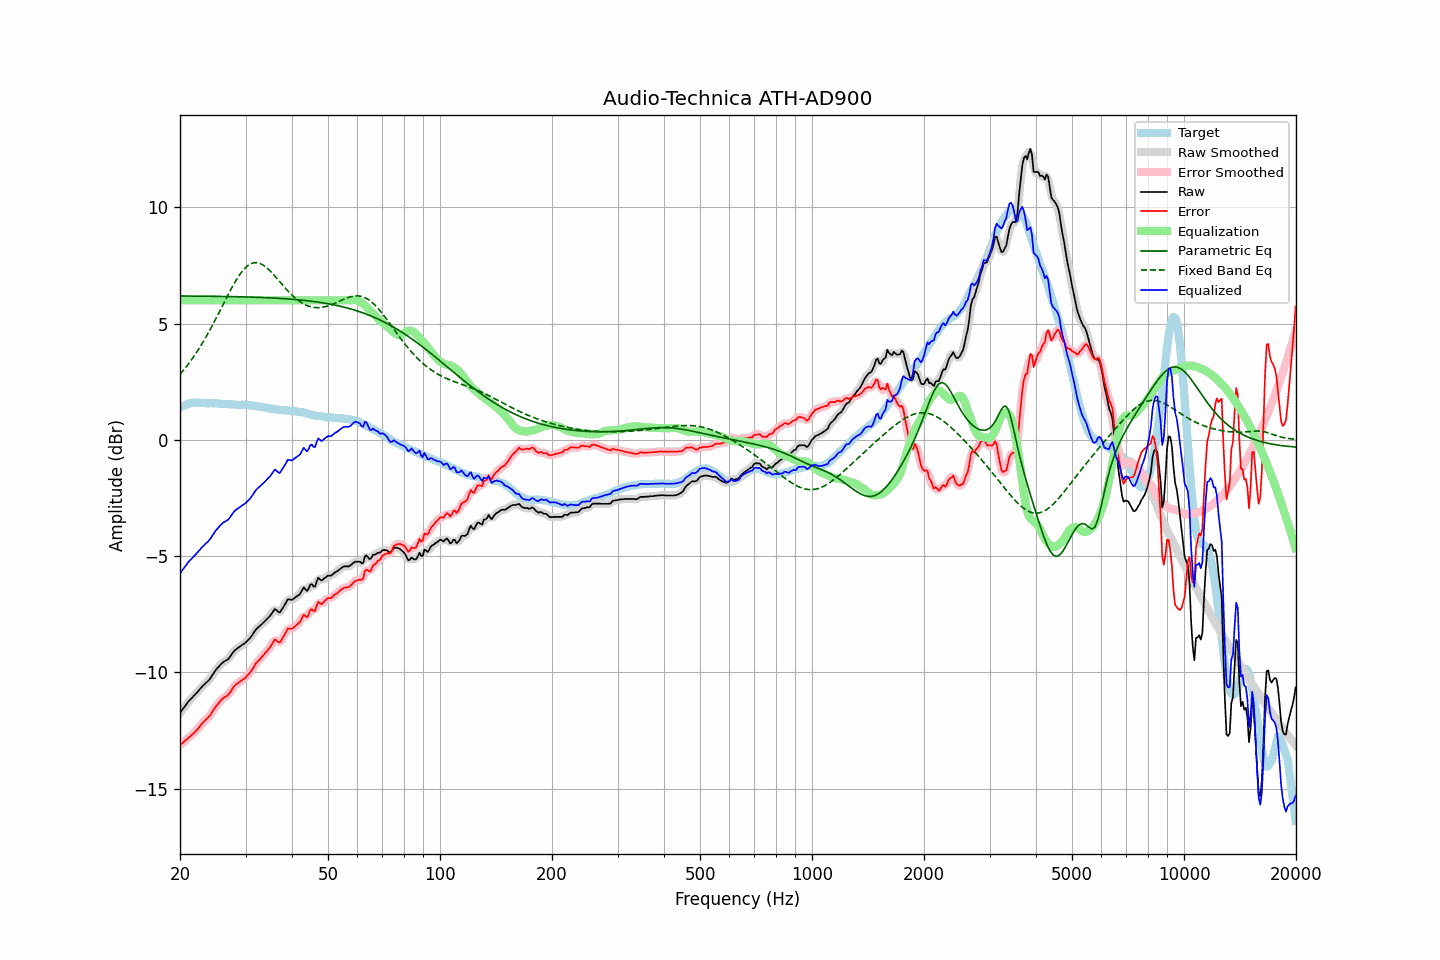 Audio-Technica ATH-AD900
Target
Raw Smoothed
Error Smoothed
Raw
Error
Equalization
Parametric Eq
Fixed Band Eq
Equalized
10
5
0
−5
−10
−15
Amplitude (dBr)
20 50 100 200 500 1000 2000 5000 10000 20000
Frequency (Hz)